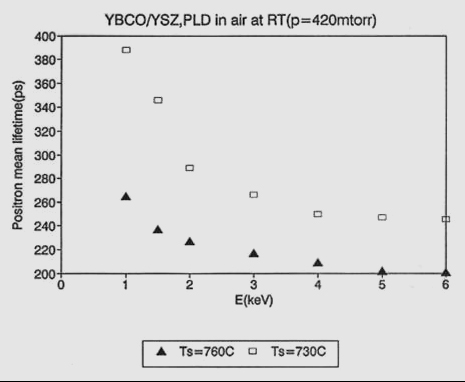 YBCO/YSZ,PLD in air at RT(p=420mtorr)
400
380
360
340
320
300
280
260
240
220
200
Positron mean lifetime(ps)
0 1 2 3 4 5 6
E(keV)
Ts=760C Ts=730C